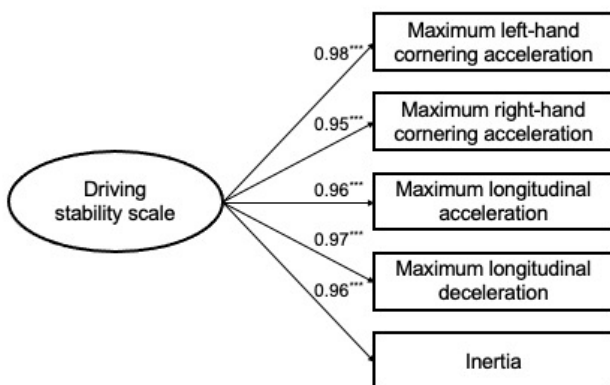 Maximum left-hand
cornering acceleration
0.98***
Maximum right-hand
cornering acceleration
0.95***
Driving
stability scale
0.96***
Maximum longitudinal
acceleration
0.97***
Maximum longitudinal
deceleration
0.96***
Inertia